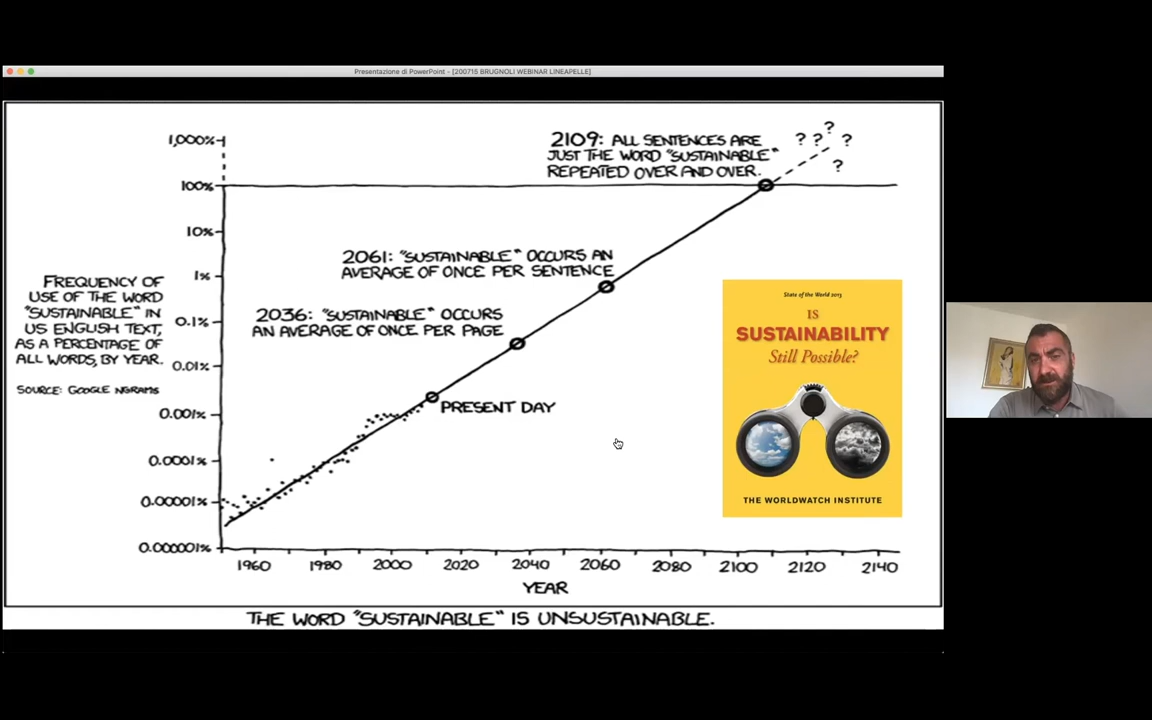 Presentazione di PowerPoint - [200715 BRUGNOLI WEBINAR LINEAPELLE]
1,000%
100%
10%
1%
0.1%
0.01%
0.001%
0.0001%
0.00001%
0.000001%
FREQUENCY OF
USE OF THE WORD
"SUSTAINABLE" IN
US ENGLISH TEXT,
AS A PERCENTAGE OF
ALL WORDS, BY YEAR.
SOURCE: GOOGLE NGRAMS
2109: ALL SENTENCES ARE
JUST THE WORD "SUSTAINABLE"
REPEATED OVER AND OVER.
? ? ? ? ?
2061: "SUSTAINABLE" OCCURS AN
AVERAGE OF ONCE PER SENTENCE
2036: "SUSTAINABLE" OCCURS
AN AVERAGE OF ONCE PER PAGE
PRESENT DAY
State of the World 2013
IS
SUSTAINABILITY
Still Possible?
THE WORLDWATCH INSTITUTE
1960 1980 2000 2020 2040 2060 2080 2100 2120 2140
YEAR
THE WORD "SUSTAINABLE" IS UNSUSTAINABLE.